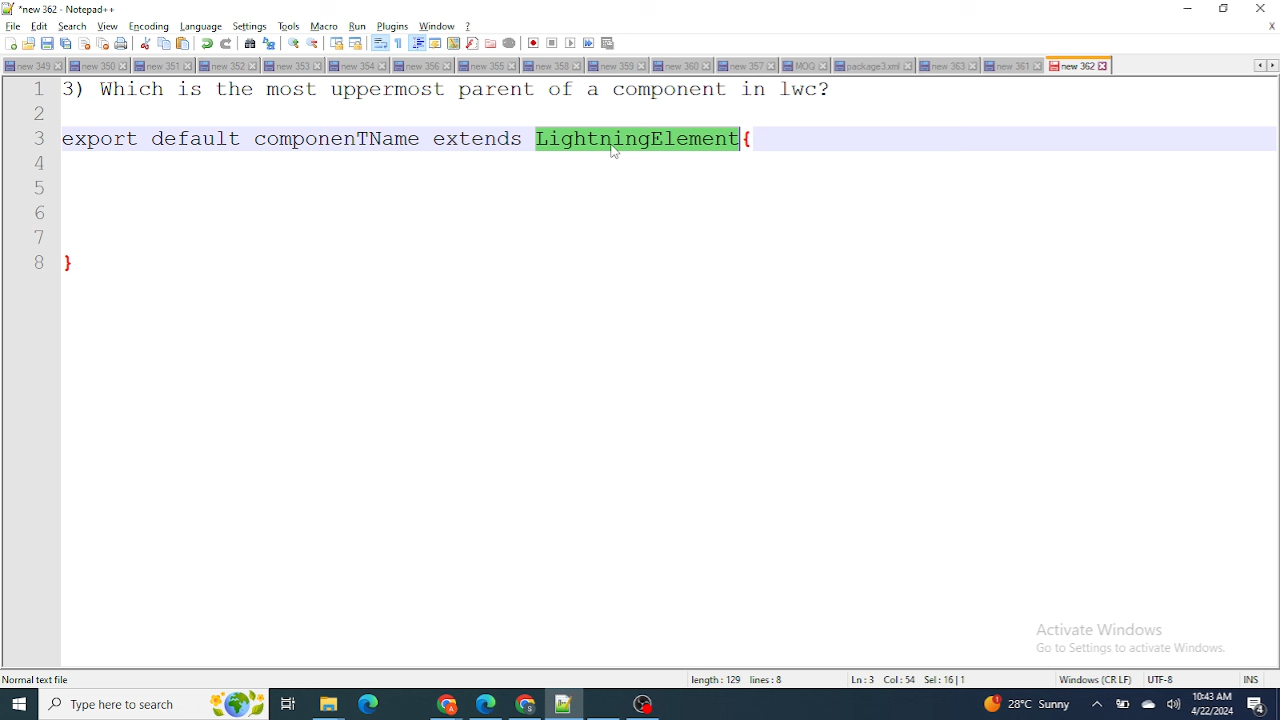 *new 362 - Notepad++
File Edit Search View Encoding Language Settings Tools Macro Run Plugins Window ?
new 349 new 350 new 351 new 352 new 353 new 354 new 356 new 355 new 358 new 359 new 360 new 357 MOG package3.xml new 363 new 361 new 362
1 3) Which is the most uppermost parent of a component in lwc?
2
3 export default componenTName extends LightningElement{
4
5
6
7
8 }
Activate Windows
Go to Settings to activate Windows.
Normal text file length: 129 lines: 8 Ln: 3 Col: 54 Sel: 16 | 1 Windows (CR LF) UTF-8 INS
Type here to search 28°C Sunny 10:43 AM
4/22/2024